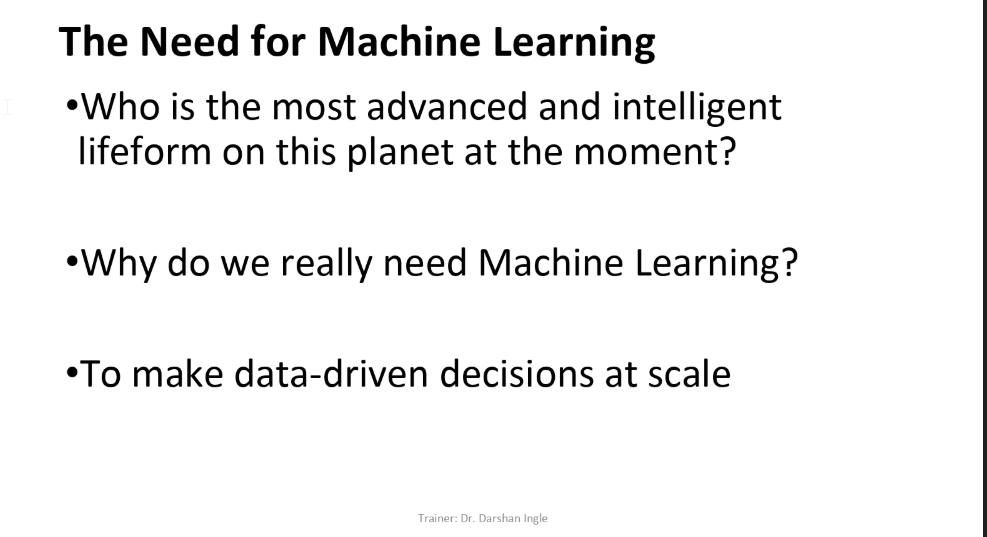 The Need for Machine Learning
•Who is the most advanced and intelligent
lifeform on this planet at the moment?
•Why do we really need Machine Learning?
•To make data-driven decisions at scale
Trainer: Dr. Darshan Ingle